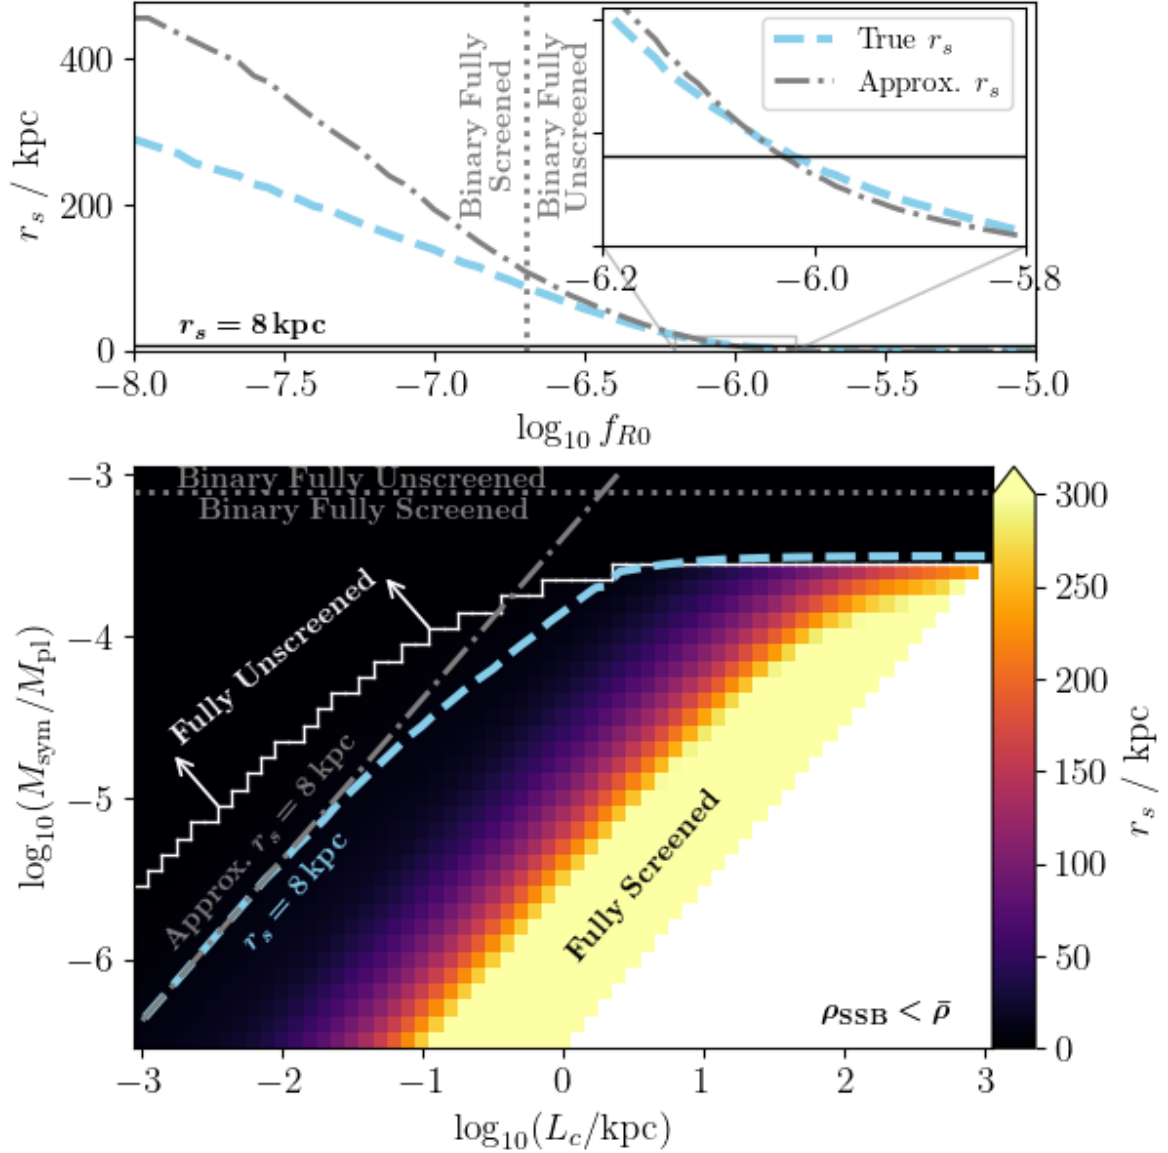 400
200
0
r_s / kpc
Binary Fully
Screened
Binary Fully
Unscreened
True r_s
Approx. r_s
−6.2
−6.0
−5.8
r_s = 8 kpc
−8.0
−7.5
−7.0
−6.5
−6.0
−5.5
−5.0
log₁₀ f_{R0}
Binary Fully Unscreened
Binary Fully Screened
Fully Unscreened
Approx. r_s = 8 kpc
r_s = 8 kpc
Fully Screened
ρ_SSB < ρ̄
−3
−4
−5
−6
log₁₀(M_sym/M_pl)
−3
−2
−1
0
1
2
3
log₁₀(L_c/kpc)
300
250
200
150
100
50
0
r_s / kpc